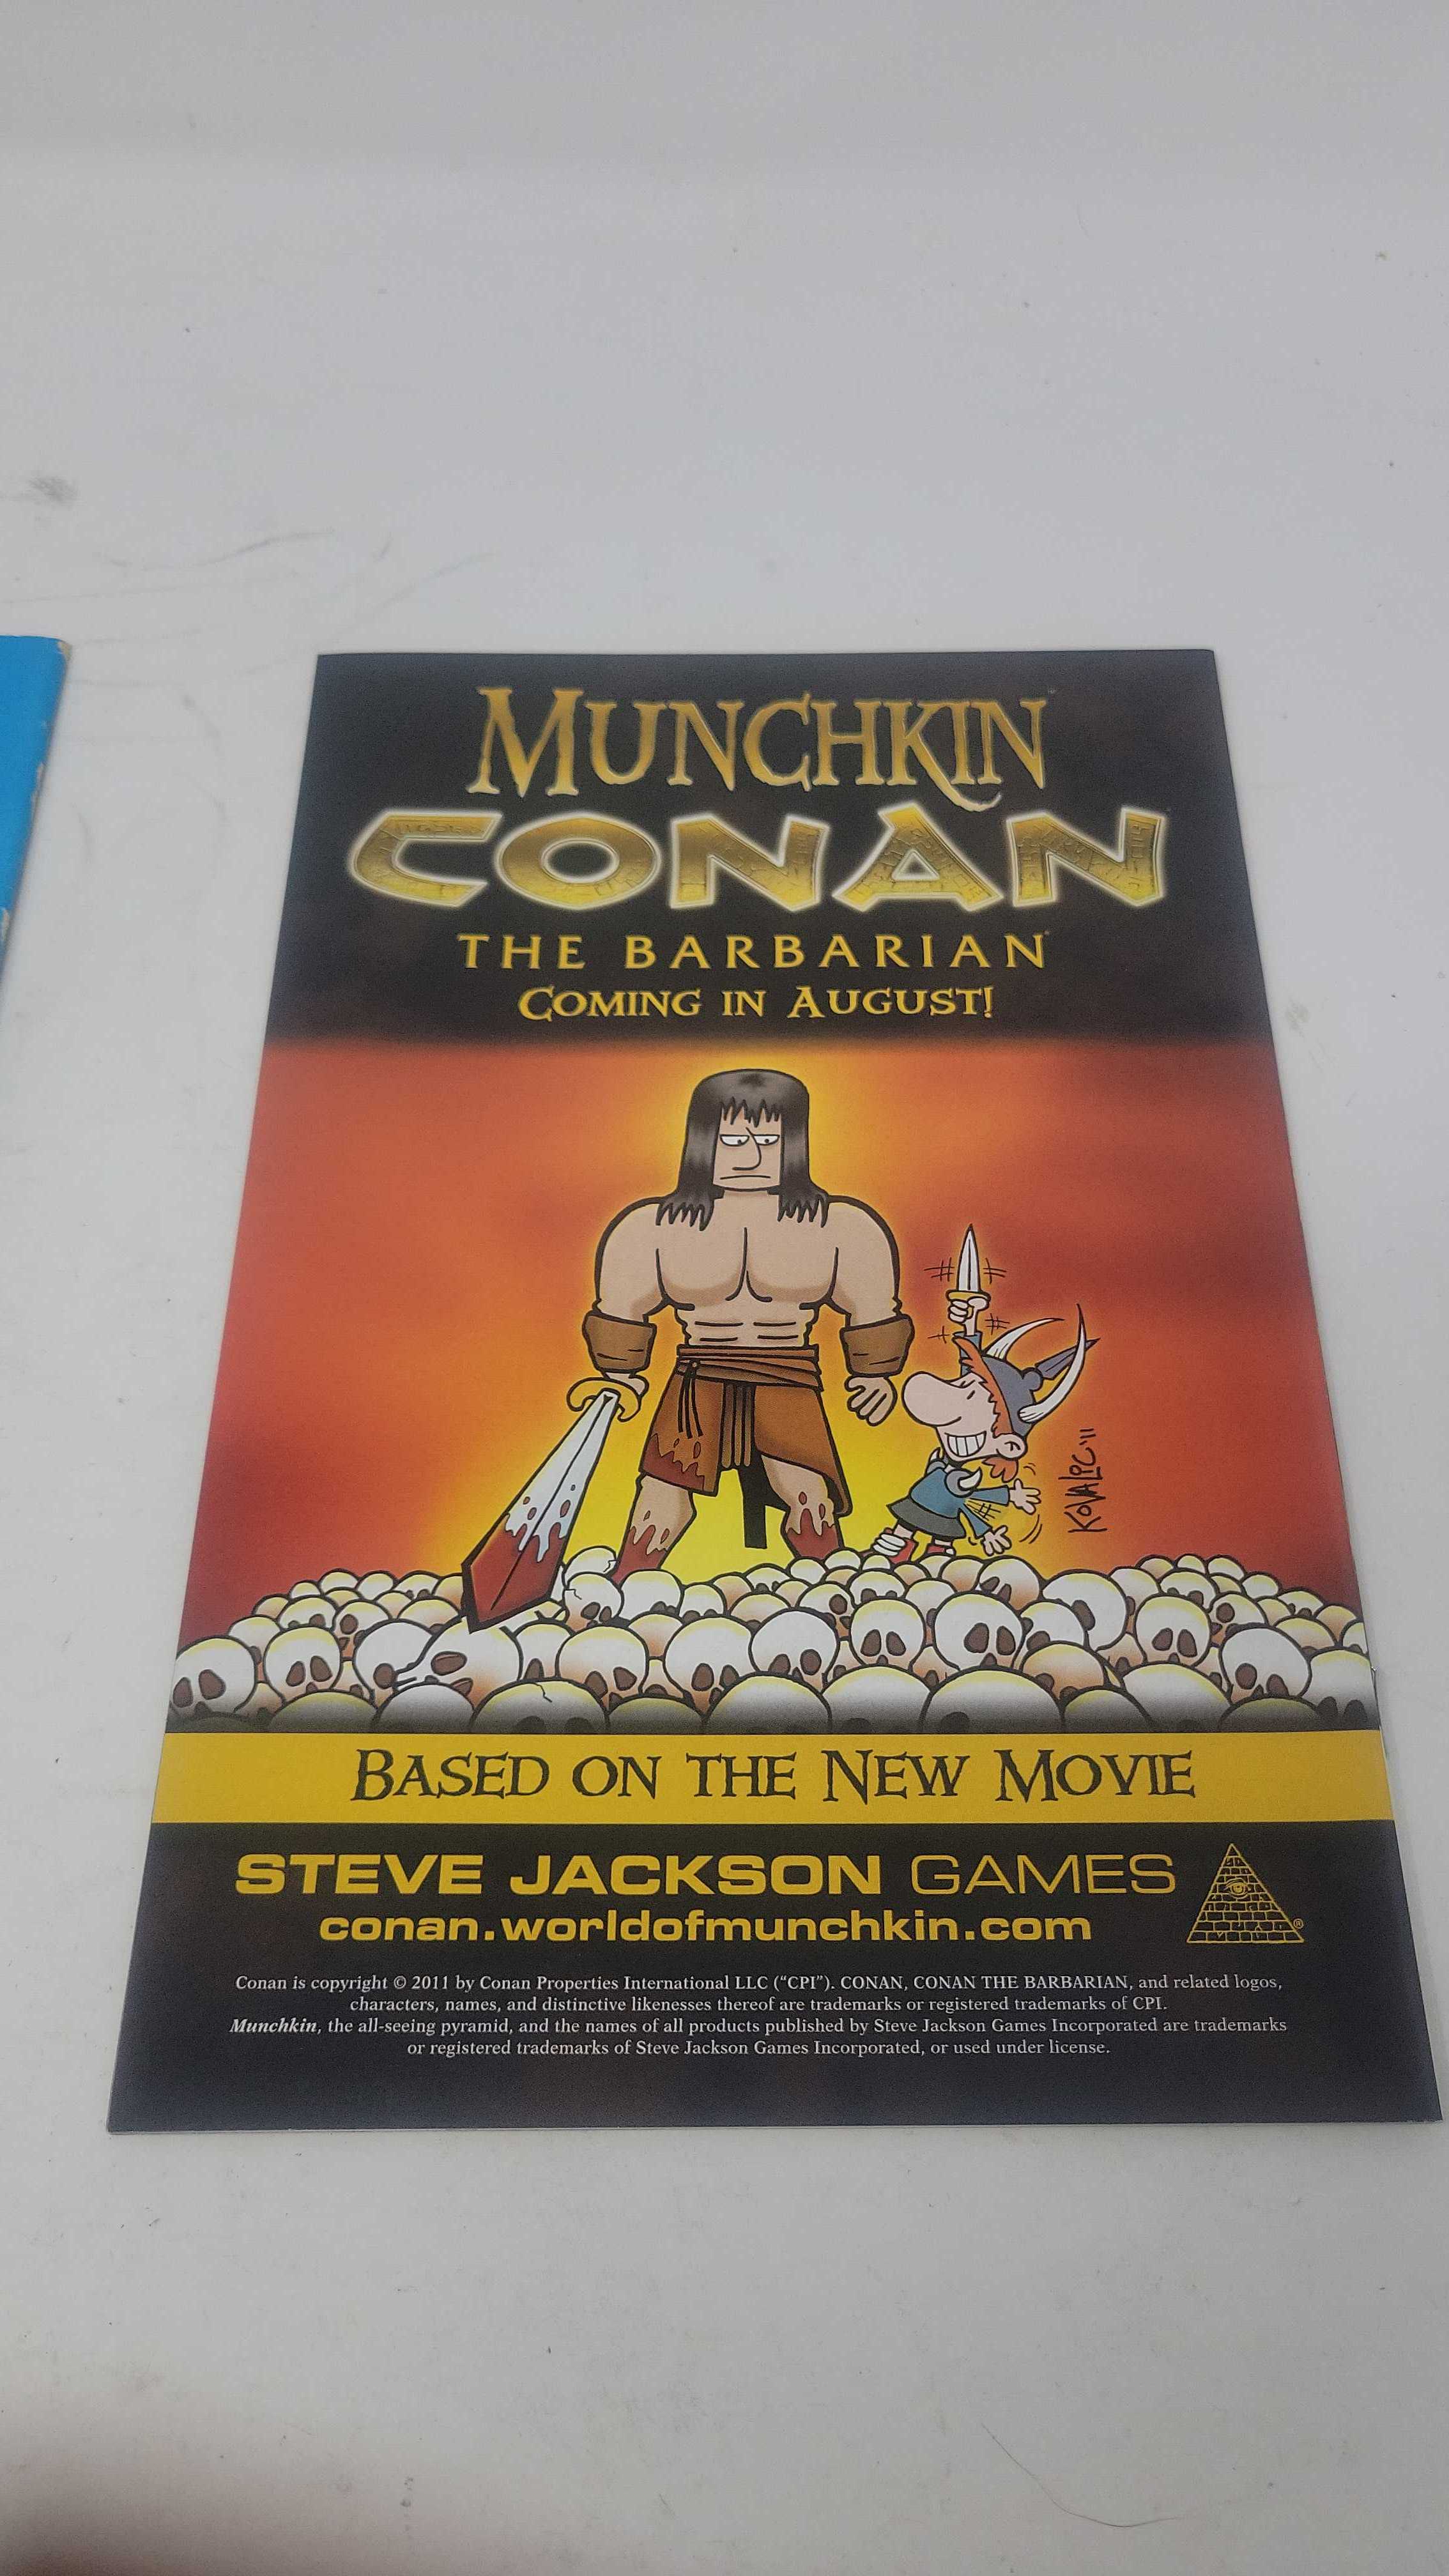 MUNCHKIN
CONAN
THE BARBARIAN
COMING IN AUGUST!
KOVALIC '11
BASED ON THE NEW MOVIE
STEVE JACKSON GAMES
conan.worldofmunchkin.com
Conan is copyright © 2011 by Conan Properties International LLC (“CPI”). CONAN, CONAN THE BARBARIAN, and related logos,
characters, names, and distinctive likenesses thereof are trademarks or registered trademarks of CPI.
Munchkin, the all-seeing pyramid, and the names of all products published by Steve Jackson Games Incorporated are trademarks
or registered trademarks of Steve Jackson Games Incorporated, or used under license.